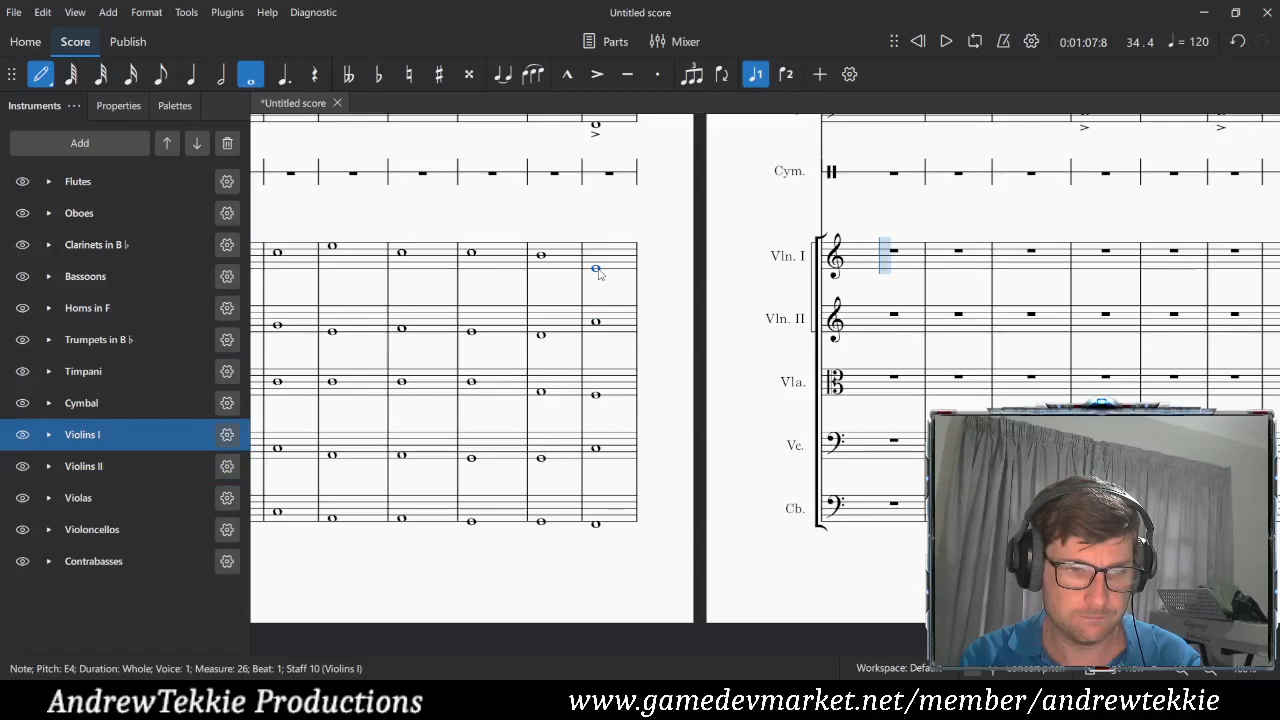 File Edit View Add Format Tools Plugins Help Diagnostic
Untitled score
Home Score Publish
Parts Mixer
0:01:07:8 34 . 4 = 120
Instruments ··· Properties Palettes
*Untitled score
Add
Flutes
Oboes
Clarinets in B♭
Bassoons
Horns in F
Trumpets in B♭
Timpani
Cymbal
Violins I
Violins II
Violas
Violoncellos
Contrabasses
Cym.
Vln. I
Vln. II
Vla.
Vc.
Cb.
Note; Pitch: E4; Duration: Whole; Voice: 1; Measure: 26; Beat: 1; Staff 10 (Violins I)
Workspace:
AndrewTekkie Productions
www.gamedevmarket.net/member/andrewtekkie